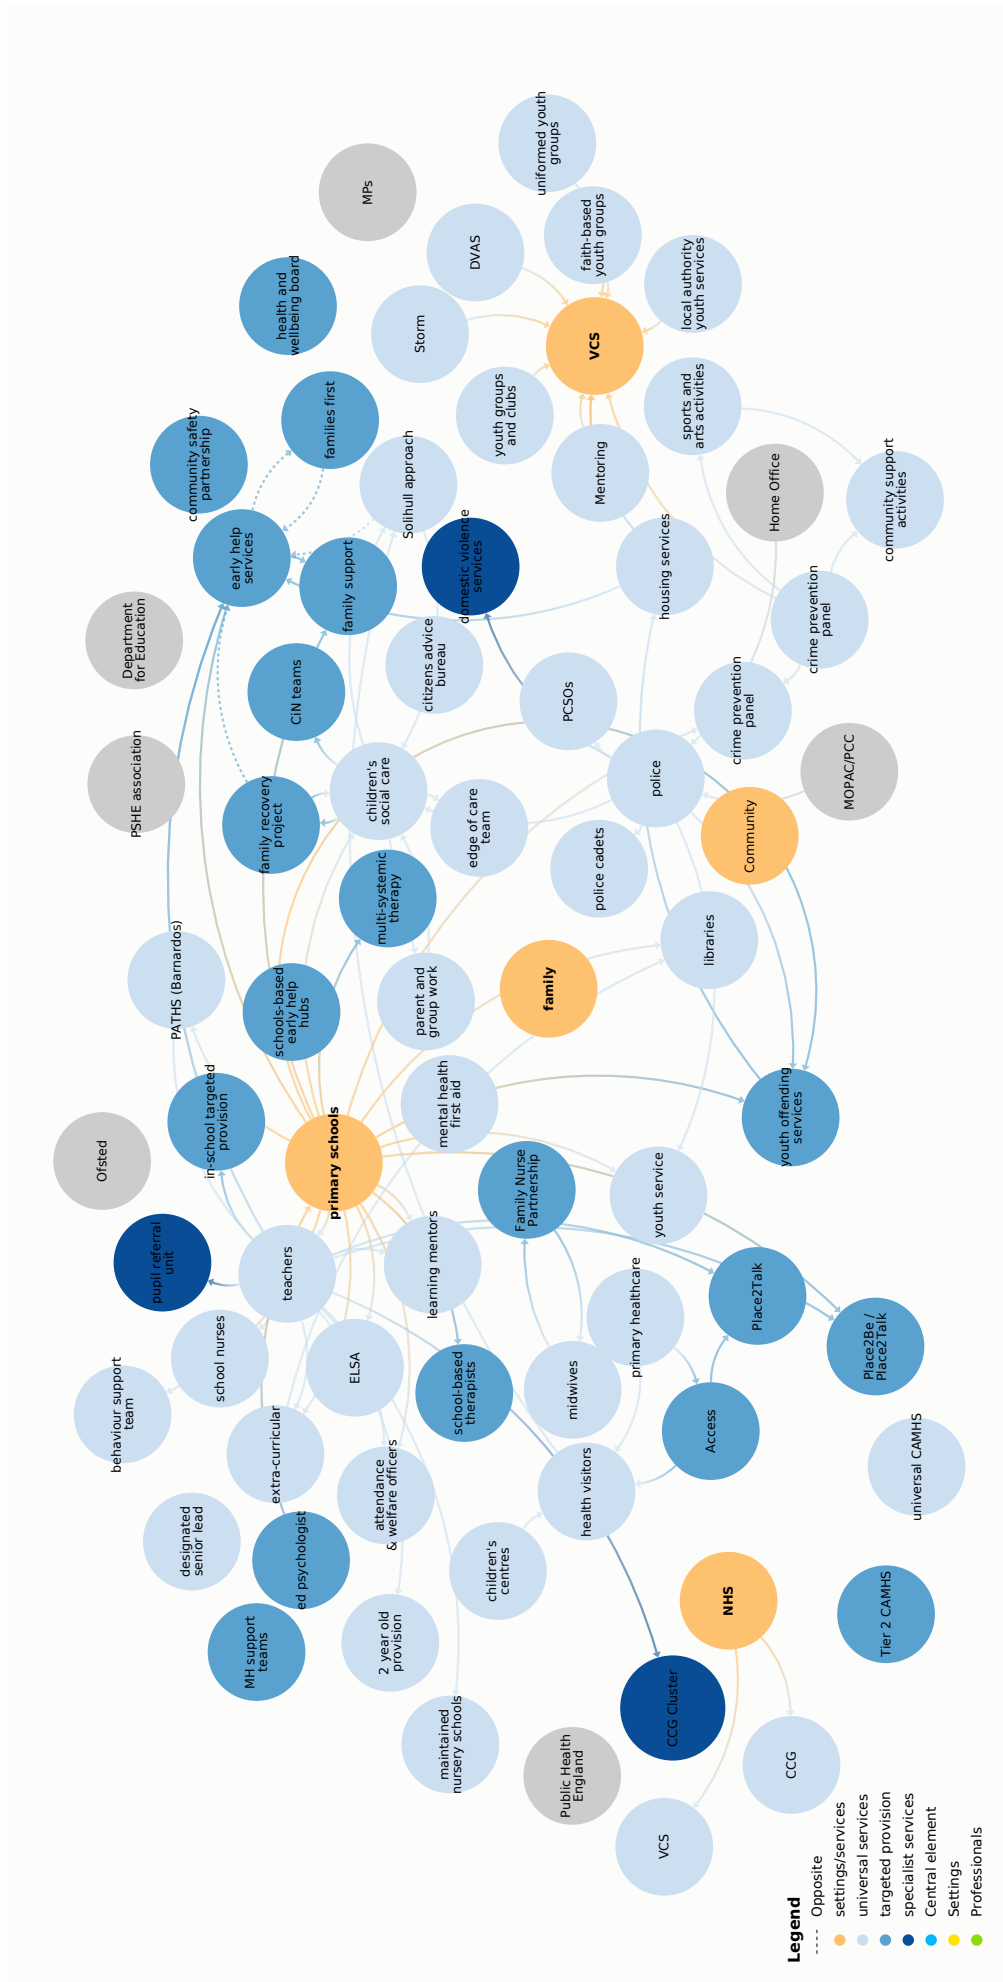 MPs
uniformed youth
groups
faith-based
youth groups
DVAS
local authority
youth services
health and
wellbeing board
Storm
VCS
families first
youth groups
and clubs
sports and
arts activities
community safety
partnership
Solihull approach
Mentoring
Home Office
community support
activities
early help
services
family support
domestic violence
services
housing services
crime prevention
panel
Department
for Education
CiN teams
citizens advice
bureau
PCSOs
crime prevention
panel
PSHE association
family recovery
project
children's
social care
edge of care
team
police
MOPAC/PCC
Community
police cadets
multi-systemic
therapy
libraries
PATHS (Barnardos)
schools-based
early help
hubs
parent and
group work
family
in-school targeted
provision
mental health
first aid
youth offending
services
Ofsted
primary schools
youth service
Family Nurse
Partnership
pupil referral
unit
teachers
learning mentors
Place2Talk
primary healthcare
Place2Be /
Place2Talk
school nurses
ELSA
school-based
therapists
midwives
behaviour support
team
extra-curricular
Access
universal CAMHS
attendance
& welfare officers
health visitors
designated
senior lead
ed psychologist
children's
centres
NHS
Tier 2 CAMHS
MH support
teams
2 year old
provision
CCG Cluster
maintained
nursery schools
Public Health
England
CCG
VCS
Legend
Opposite
settings/services
universal services
targeted provision
specialist services
Central element
Settings
Professionals